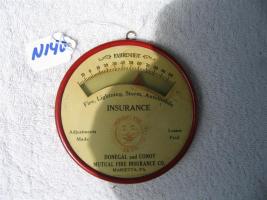 N140
FAHRENHEIT
Fire, Lightning, Storm, Automobile
INSURANCE
Adjustments Made
Losses Paid
DONEGAL and CONOY
MUTUAL FIRE INSURANCE CO.
MARIETTA, PA.